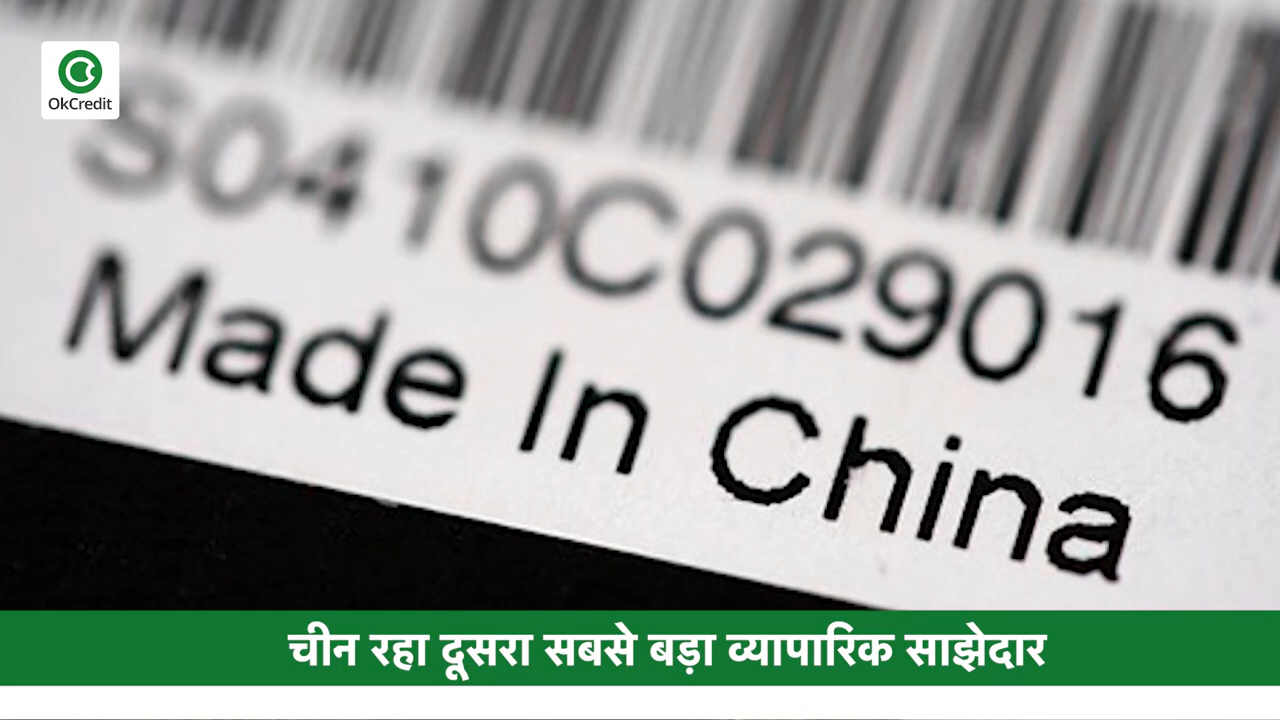 OkCredit
S0410C029016
Made In China
चीन रहा दूसरा सबसे बड़ा व्यापारिक साझेदार